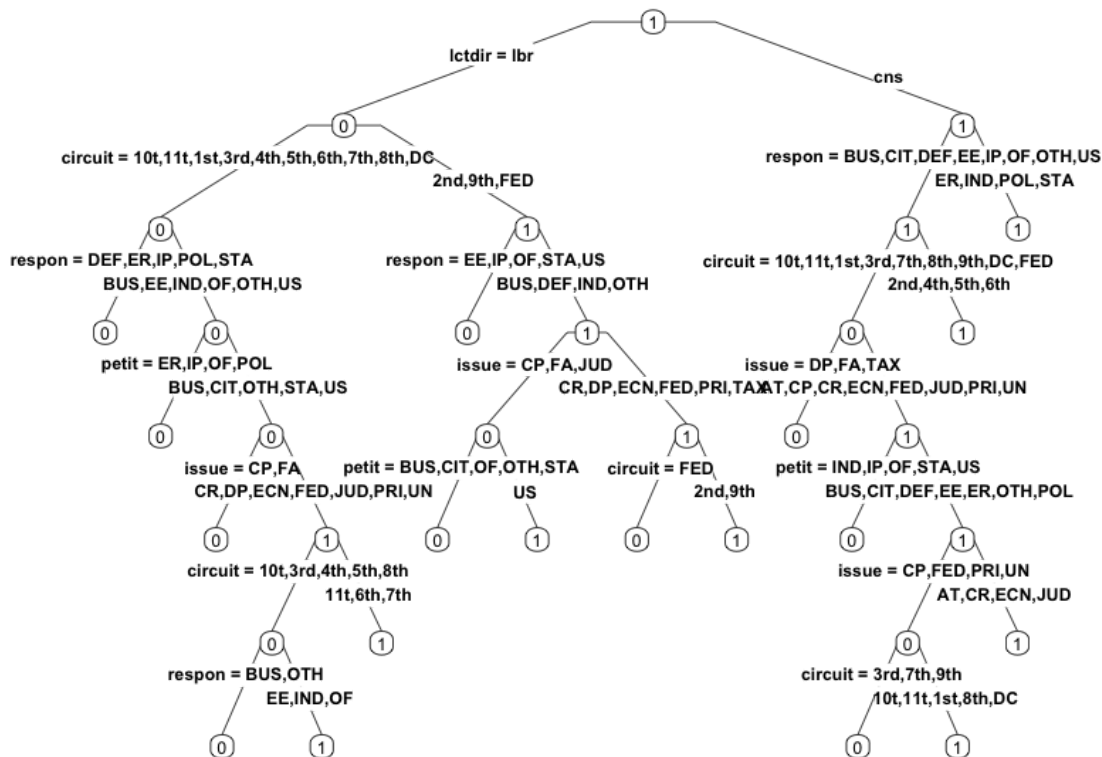 1
lctdir = lbr
cns
0
1
circuit = 10t,11t,1st,3rd,4th,5th,6th,7th,8th,DC
respon = BUS,CIT,DEF,EE,IP,OF,OTH,US
2nd,9th,FED
ER,IND,POL,STA
0
1
1
1
respon = DEF,ER,IP,POL,STA
respon = EE,IP,OF,STA,US
circuit = 10t,11t,1st,3rd,7th,8th,9th,DC,FED
BUS,EE,IND,OF,OTH,US
BUS,DEF,IND,OTH
2nd,4th,5th,6th
0
0
0
1
0
1
petit = ER,IP,OF,POL
issue = CP,FA,JUD
issue = DP,FA,TAX
BUS,CIT,OTH,STA,US
CR,DP,ECN,FED,PRI,TAX
AT,CP,CR,ECN,FED,JUD,PRI,UN
0
0
0
1
0
1
issue = CP,FA
petit = BUS,CIT,OF,OTH,STA
circuit = FED
petit = IND,IP,OF,STA,US
CR,DP,ECN,FED,JUD,PRI,UN
US
2nd,9th
BUS,CIT,DEF,EE,ER,OTH,POL
0
1
0
1
0
1
0
1
circuit = 10t,3rd,4th,5th,8th
issue = CP,FED,PRI,UN
11t,6th,7th
AT,CR,ECN,JUD
0
1
0
1
respon = BUS,OTH
circuit = 3rd,7th,9th
EE,IND,OF
10t,11t,1st,8th,DC
0
1
0
1